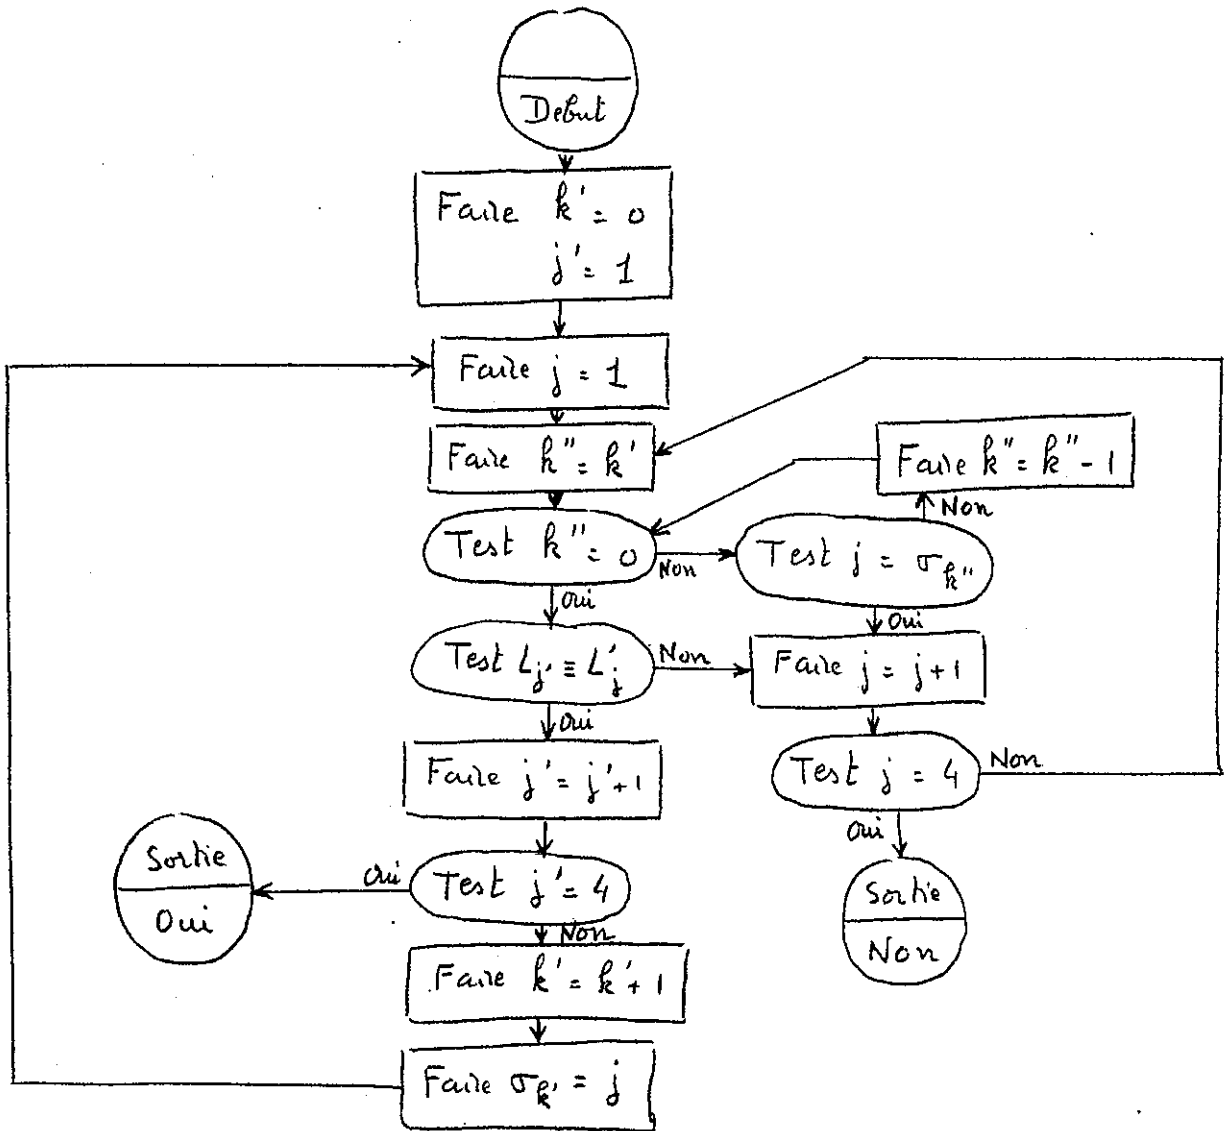 Debut
Faire k' = 0
j' = 1
Faire j = 1
Faire k" = k'
Faire k" = k" - 1
Non
Test k" = 0
Non
Test j = σk"
oui
Oui
Test Lj' ≡ L'j
Non
Faire j = j+1
oui
Faire j' = j'+1
Test j = 4
Non
oui
Sortie
Oui
oui
Test j' = 4
Sortie
Non
Non
Faire k' = k' + 1
Faire σk' = j